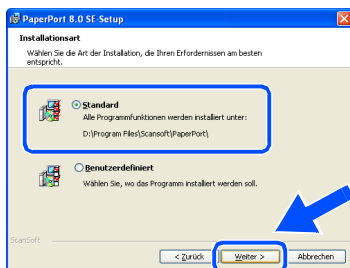 PaperPort 8.0 SE-Setup
Installationsart
Wählen Sie die Art der Installation, die Ihren Erfordernissen am besten
entspricht.
Standard
Alle Programmfunktionen werden installiert unter:
D:\Program Files\Scansoft\PaperPort\
Benutzerdefiniert
Wählen Sie, wo das Programm installiert werden soll.
ScanSoft
< Zurück Weiter > Abbrechen